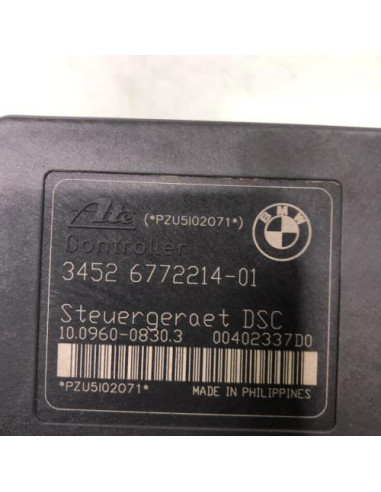 Ate (*PZU5I02071*) BMW
Controller
3452 6772214-01
Steuergeraet DSC
10.0960-0830.3 00402337D0
*PZU5I02071* MADE IN PHILIPPINES